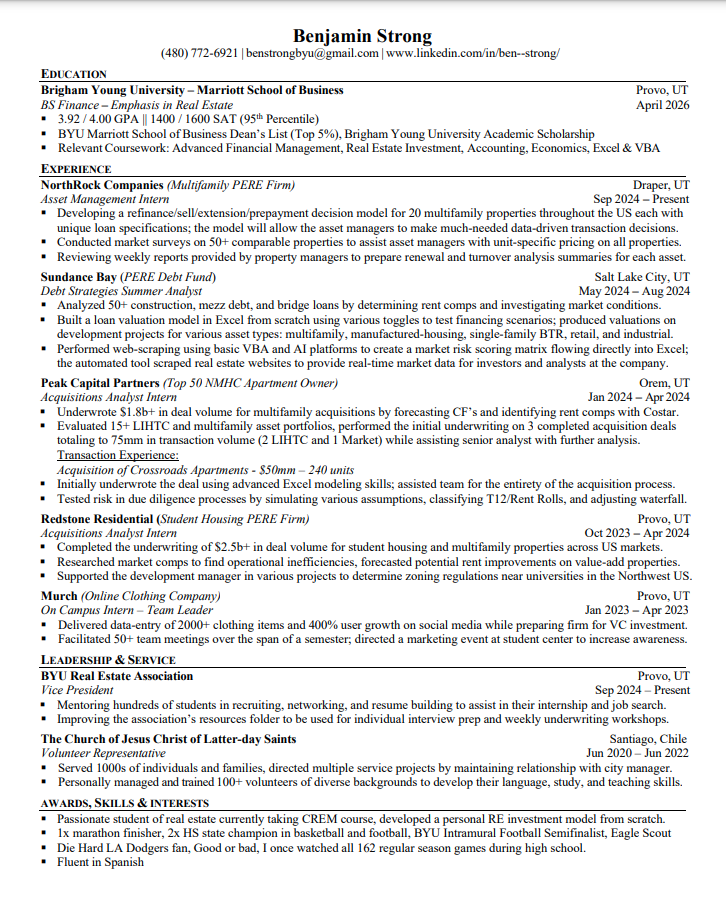 Benjamin Strong
(480) 772-6921 | benstrongbyu@gmail.com | www.linkedin.com/in/ben--strong/
EDUCATION
Brigham Young University – Marriott School of Business Provo, UT
BS Finance – Emphasis in Real Estate April 2026
▪ 3.92 / 4.00 GPA || 1400 / 1600 SAT (95th Percentile)
▪ BYU Marriott School of Business Dean's List (Top 5%), Brigham Young University Academic Scholarship
▪ Relevant Coursework: Advanced Financial Management, Real Estate Investment, Accounting, Economics, Excel & VBA
EXPERIENCE
NorthRock Companies (Multifamily PERE Firm) Draper, UT
Asset Management Intern Sep 2024 – Present
▪ Developing a refinance/sell/extension/prepayment decision model for 20 multifamily properties throughout the US each with
unique loan specifications; the model will allow the asset managers to make much-needed data-driven transaction decisions.
▪ Conducted market surveys on 50+ comparable properties to assist asset managers with unit-specific pricing on all properties.
▪ Reviewing weekly reports provided by property managers to prepare renewal and turnover analysis summaries for each asset.
Sundance Bay (PERE Debt Fund) Salt Lake City, UT
Debt Strategies Summer Analyst May 2024 – Aug 2024
▪ Analyzed 50+ construction, mezz debt, and bridge loans by determining rent comps and investigating market conditions.
▪ Built a loan valuation model in Excel from scratch using various toggles to test financing scenarios; produced valuations on
development projects for various asset types: multifamily, manufactured-housing, single-family BTR, retail, and industrial.
▪ Performed web-scraping using basic VBA and AI platforms to create a market risk scoring matrix flowing directly into Excel;
the automated tool scraped real estate websites to provide real-time market data for investors and analysts at the company.
Peak Capital Partners (Top 50 NMHC Apartment Owner) Orem, UT
Acquisitions Analyst Intern Jan 2024 – Apr 2024
▪ Underwrote $1.8b+ in deal volume for multifamily acquisitions by forecasting CF's and identifying rent comps with Costar.
▪ Evaluated 15+ LIHTC and multifamily asset portfolios, performed the initial underwriting on 3 completed acquisition deals
totaling to 75mm in transaction volume (2 LIHTC and 1 Market) while assisting senior analyst with further analysis.
Transaction Experience:
Acquisition of Crossroads Apartments - $50mm – 240 units
▪ Initially underwrote the deal using advanced Excel modeling skills; assisted team for the entirety of the acquisition process.
▪ Tested risk in due diligence processes by simulating various assumptions, classifying T12/Rent Rolls, and adjusting waterfall.
Redstone Residential (Student Housing PERE Firm) Provo, UT
Acquisitions Analyst Intern Oct 2023 – Apr 2024
▪ Completed the underwriting of $2.5b+ in deal volume for student housing and multifamily properties across US markets.
▪ Researched market comps to find operational inefficiencies, forecasted potential rent improvements on value-add properties.
▪ Supported the development manager in various projects to determine zoning regulations near universities in the Northwest US.
Murch (Online Clothing Company) Provo, UT
On Campus Intern – Team Leader Jan 2023 – Apr 2023
▪ Delivered data-entry of 2000+ clothing items and 400% user growth on social media while preparing firm for VC investment.
▪ Facilitated 50+ team meetings over the span of a semester; directed a marketing event at student center to increase awareness.
LEADERSHIP & SERVICE
BYU Real Estate Association Provo, UT
Vice President Sep 2024 – Present
▪ Mentoring hundreds of students in recruiting, networking, and resume building to assist in their internship and job search.
▪ Improving the association's resources folder to be used for individual interview prep and weekly underwriting workshops.
The Church of Jesus Christ of Latter-day Saints Santiago, Chile
Volunteer Representative Jun 2020 – Jun 2022
▪ Served 1000s of individuals and families, directed multiple service projects by maintaining relationship with city manager.
▪ Personally managed and trained 100+ volunteers of diverse backgrounds to develop their language, study, and teaching skills.
AWARDS, SKILLS & INTERESTS
▪ Passionate student of real estate currently taking CREM course, developed a personal RE investment model from scratch.
▪ 1x marathon finisher, 2x HS state champion in basketball and football, BYU Intramural Football Semifinalist, Eagle Scout
▪ Die Hard LA Dodgers fan, Good or bad, I once watched all 162 regular season games during high school.
▪ Fluent in Spanish